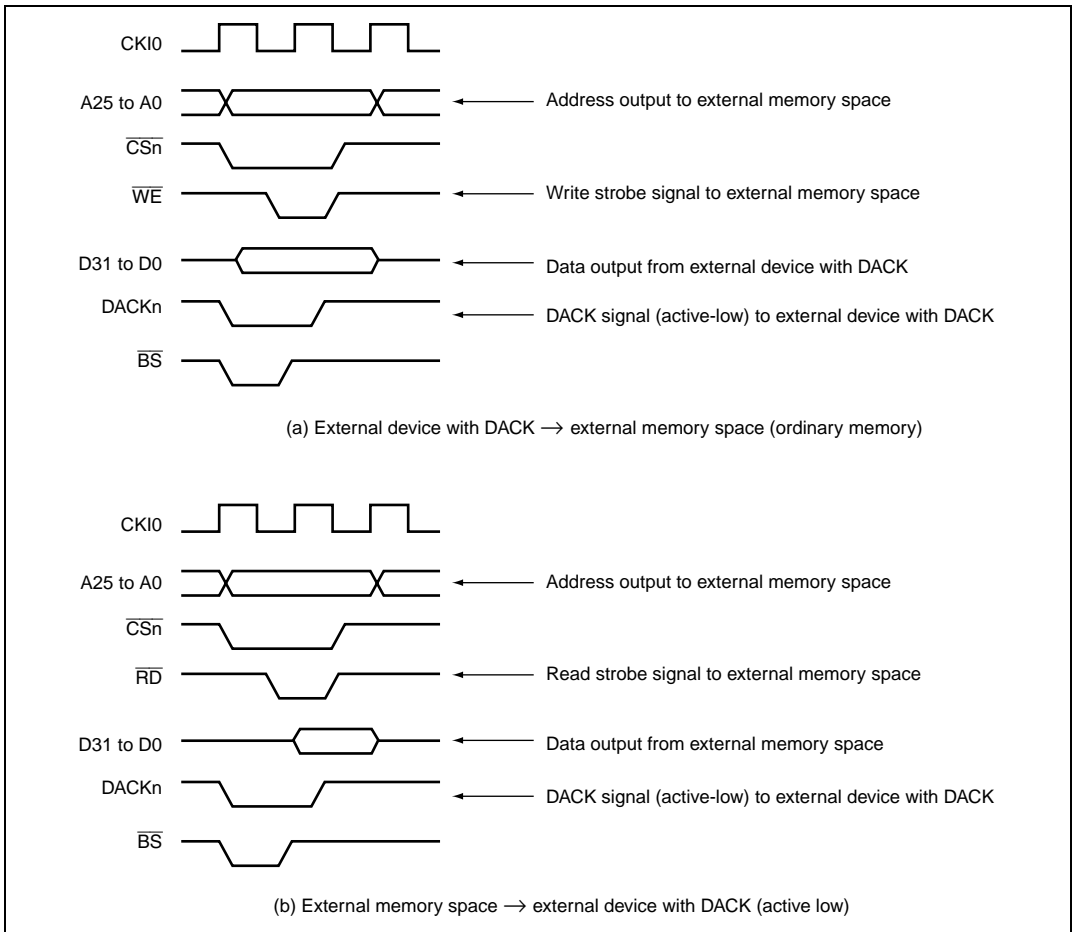 CKI0
A25 to A0 Address output to external memory space
CSn
WE Write strobe signal to external memory space
D31 to D0 Data output from external device with DACK
DACKn DACK signal (active-low) to external device with DACK
BS
(a) External device with DACK → external memory space (ordinary memory)
CKI0
A25 to A0 Address output to external memory space
CSn
RD Read strobe signal to external memory space
D31 to D0 Data output from external memory space
DACKn DACK signal (active-low) to external device with DACK
BS
(b) External memory space → external device with DACK (active low)